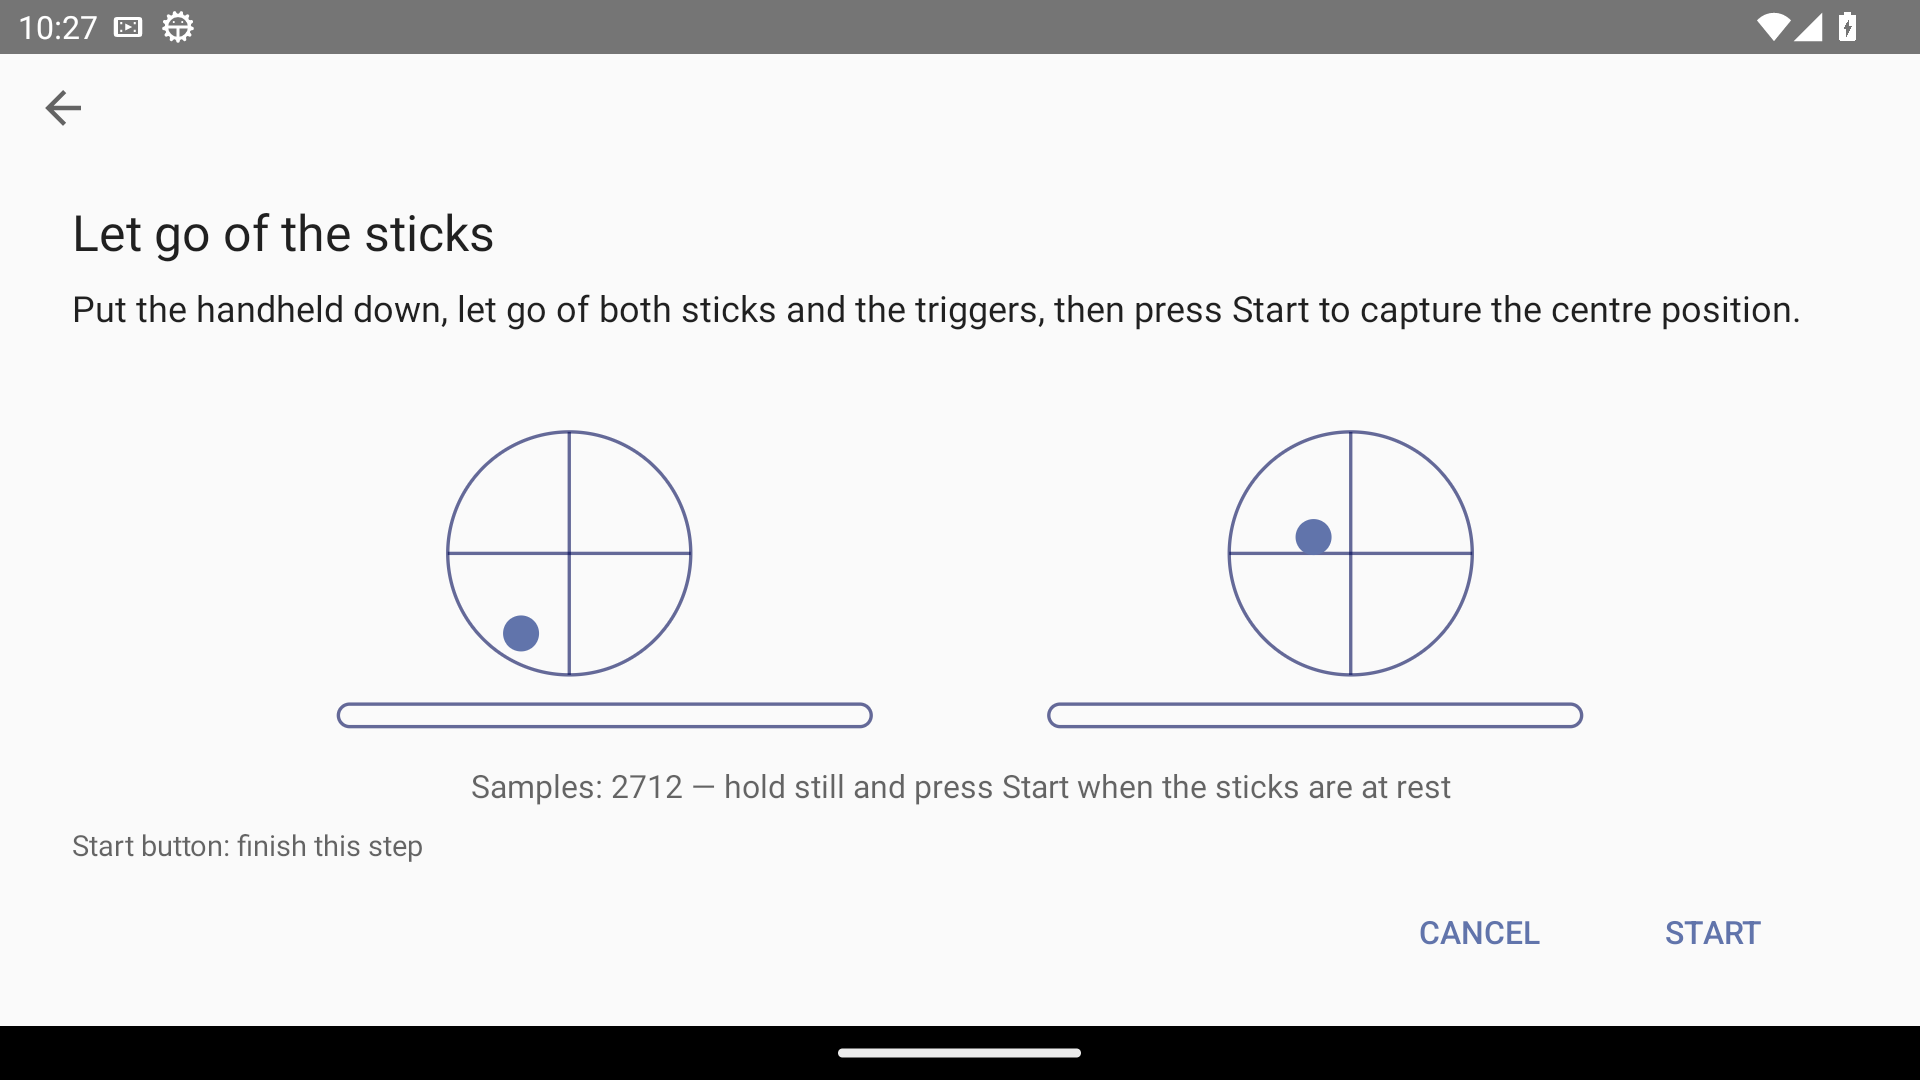 10:27
Let go of the sticks
Put the handheld down, let go of both sticks and the triggers, then press Start to capture the centre position.
Samples: 2712 — hold still and press Start when the sticks are at rest
Start button: finish this step
CANCEL
START